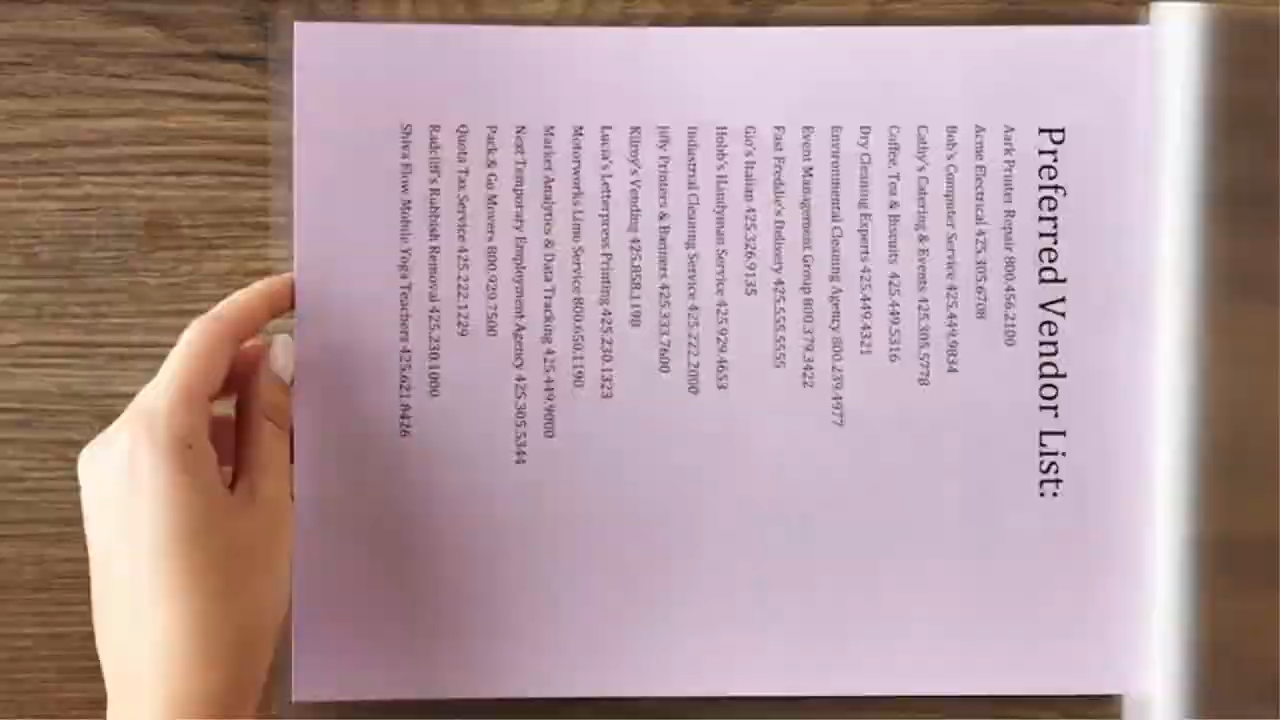 Preferred Vendor List:
Aark Printer Repair 800.456.2100
Acme Electrical 425.305.6708
Bob's Computer Service 425.449.9834
Cathy's Catering & Events 425.305.5778
Coffee, Tea & Biscuits 425.449.5316
Dry Cleaning Experts 425.449.4321
Environmental Cleaning Agency 800.239.4977
Event Management Group 800.379.3422
Fast Freddie's Delivery 425.555.5555
Gio's Italian 425.326.9135
Hobb's Handyman Service 425.929.4653
Industrial Cleaning Service 425.222.2000
Jiffy Printers & Banners 425.333.7600
Kilroy's Vending 425.858.1190
Lucia's Letterpress Printing 425.230.1323
Motorworks Limo Service 800.650.1190
Market Analytics & Data Tracking 425.449.9000
Next Temporary Employment Agency 425.305.5344
Park & Go Movers 800.920.7500
Quota Tax Service 425.222.1229
Radcliff's Rubbish Removal 425.230.1000
Shiva Flow Mobile Yoga Teachers 425.621.8426